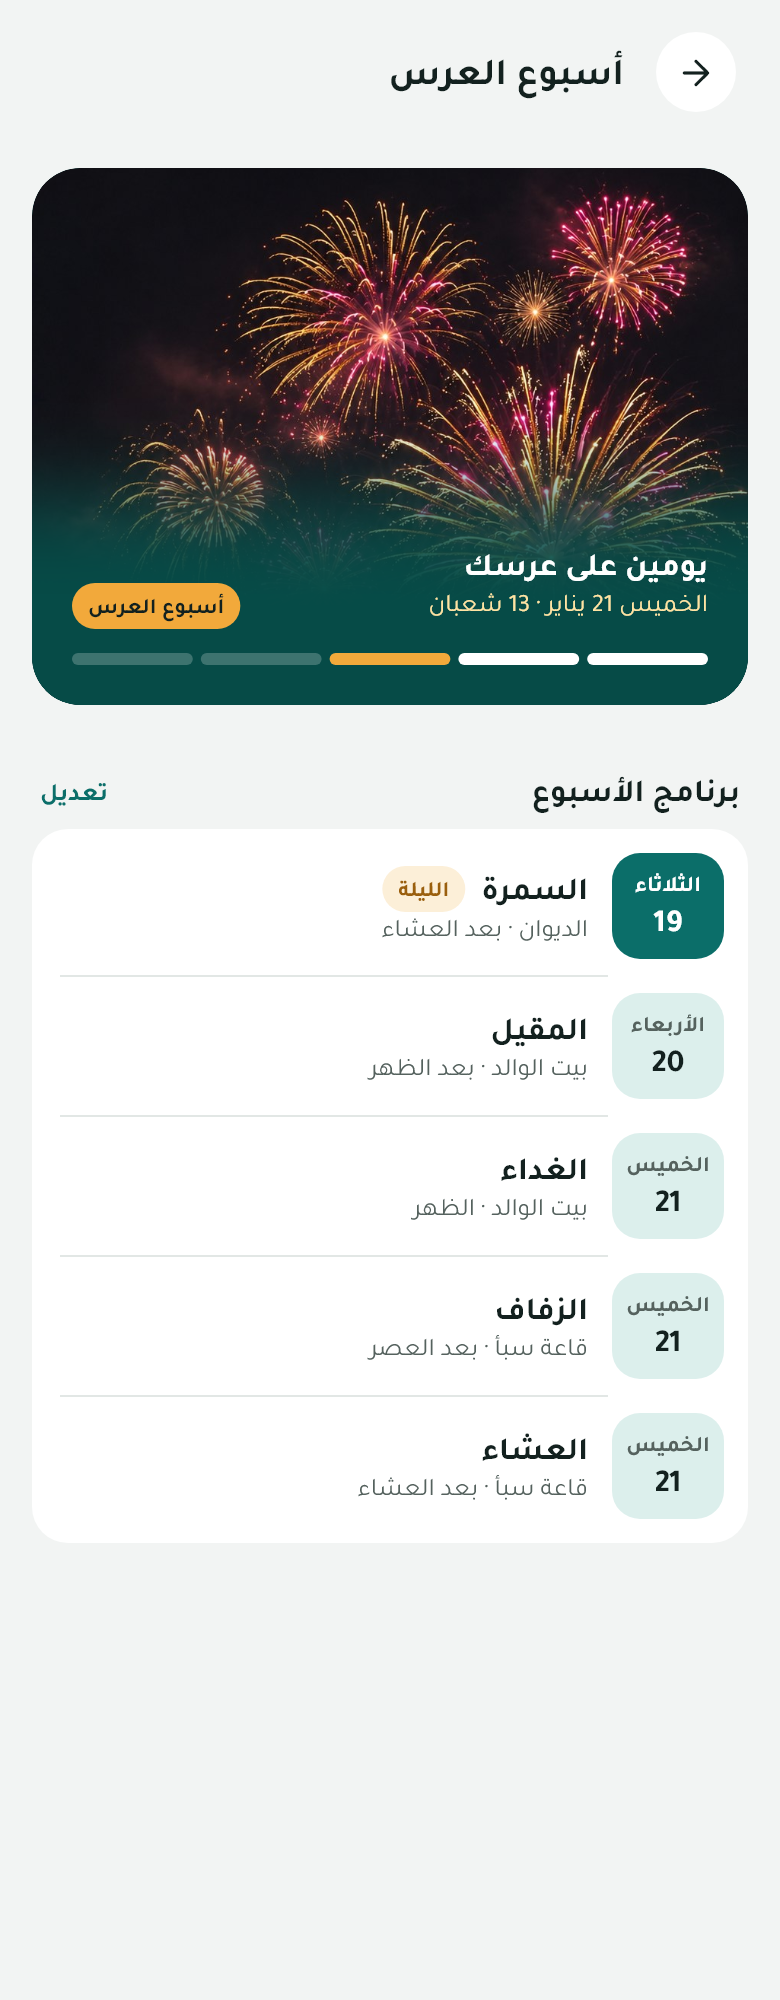 أسبوع العرس
يومين على عرسك
الخميس 21 يناير · 13 شعبان
أسبوع العرس
برنامج الأسبوع
تعديل
الثلاثاء
19
السمرة
الليلة
الديوان · بعد العشاء
الأربعاء
20
المقيل
بيت الوالد · بعد الظهر
الخميس
21
الغداء
بيت الوالد · الظهر
الخميس
21
الزفاف
قاعة سبأ · بعد العصر
الخميس
21
العشاء
قاعة سبأ · بعد العشاء